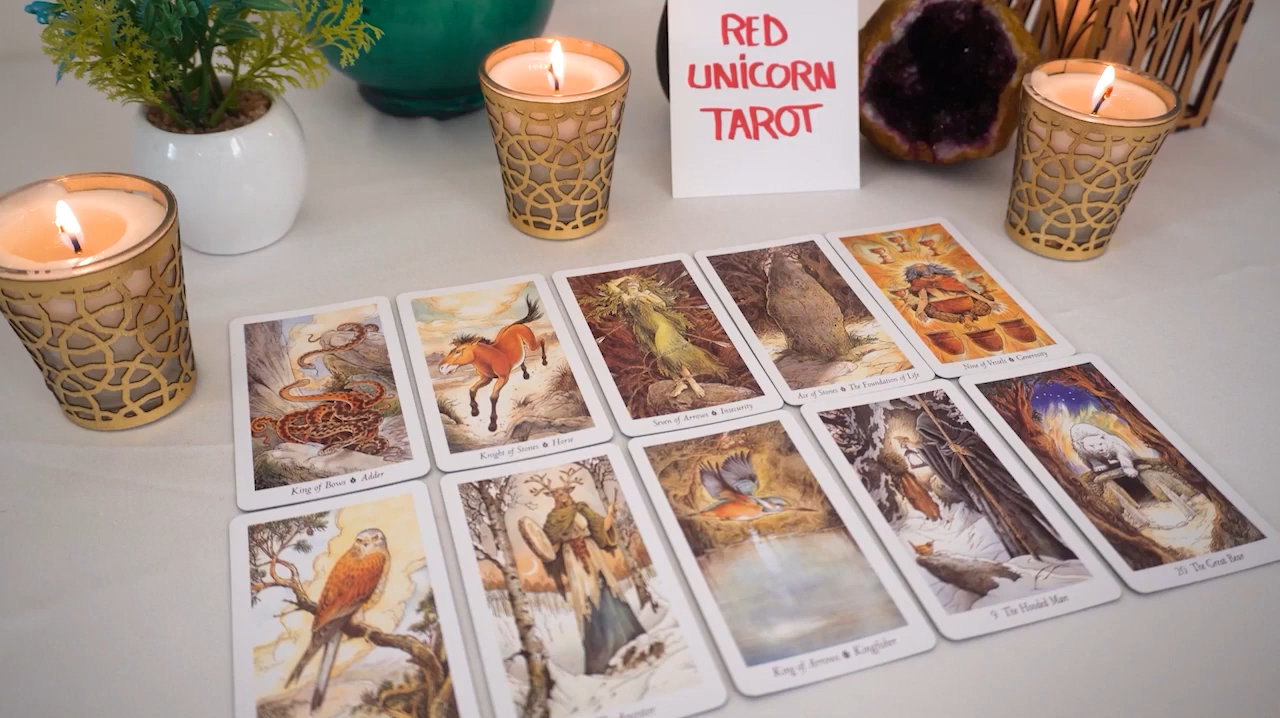 RED
UNiCORN
TAROT
King of Bows Adder
Knight of Stones Horse
Seven of Arrows Insecurity
Ace of Stones The Foundation of Life
Nine of Vessels Generosity
King of Arrows Kingfisher
9 The Hooded Man
20 The Great Bear